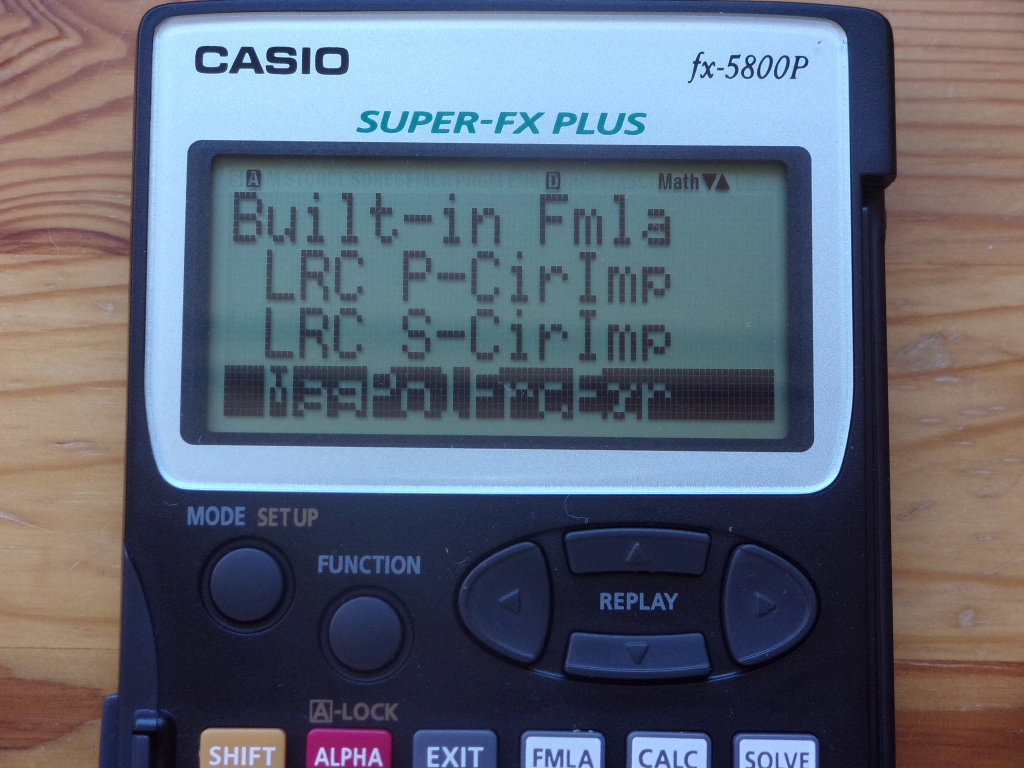 CASIO
fx-5800P
SUPER-FX PLUS
A D Math▼▲
Built-in Fmla
LRC P-CirImp
LRC S-CirImp
MODE SETUP
FUNCTION
REPLAY
A-LOCK
SHIFT ALPHA EXIT FMLA CALC SOLVE